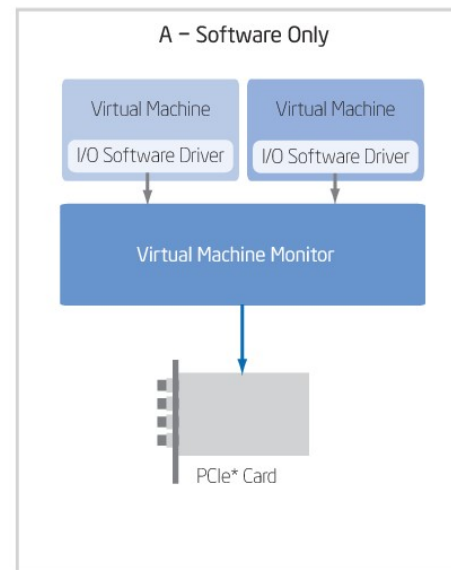 A – Software Only
Virtual Machine
Virtual Machine
I/O Software Driver
I/O Software Driver
Virtual Machine Monitor
PCIe* Card